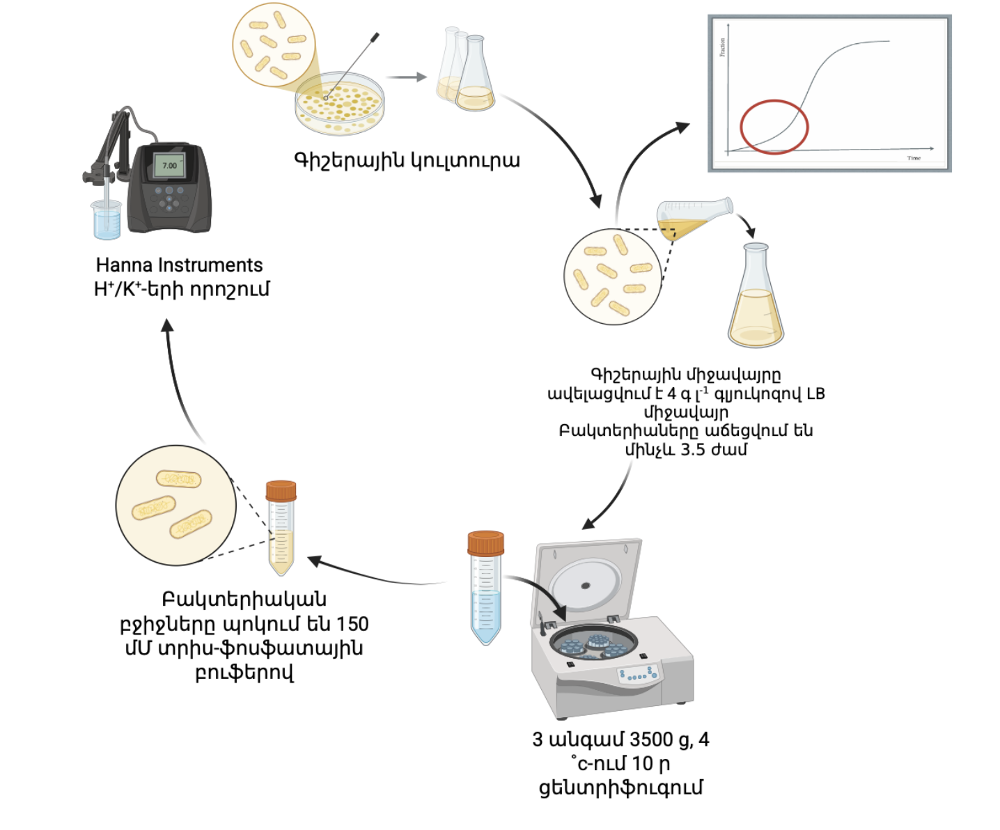 Գիշերային կուլտուրա
Fraction
Time
7.00
Hanna Instruments
H⁺/K⁺-երի որոշում
Գիշերային միջավայրը
ավելացվում է 4 գ լ⁻¹ գլյուկոզով LB
միջավայր
Բակտերիաները աճեցվում են
մինչև 3.5 ժամ
Բակտերիական
բջիջները պոկում են 150
մՄ տրիս-ֆոսֆատային
բուֆերով
3 անգամ 3500 g, 4
˚c-ում 10 ր
ցենտրիֆուգում